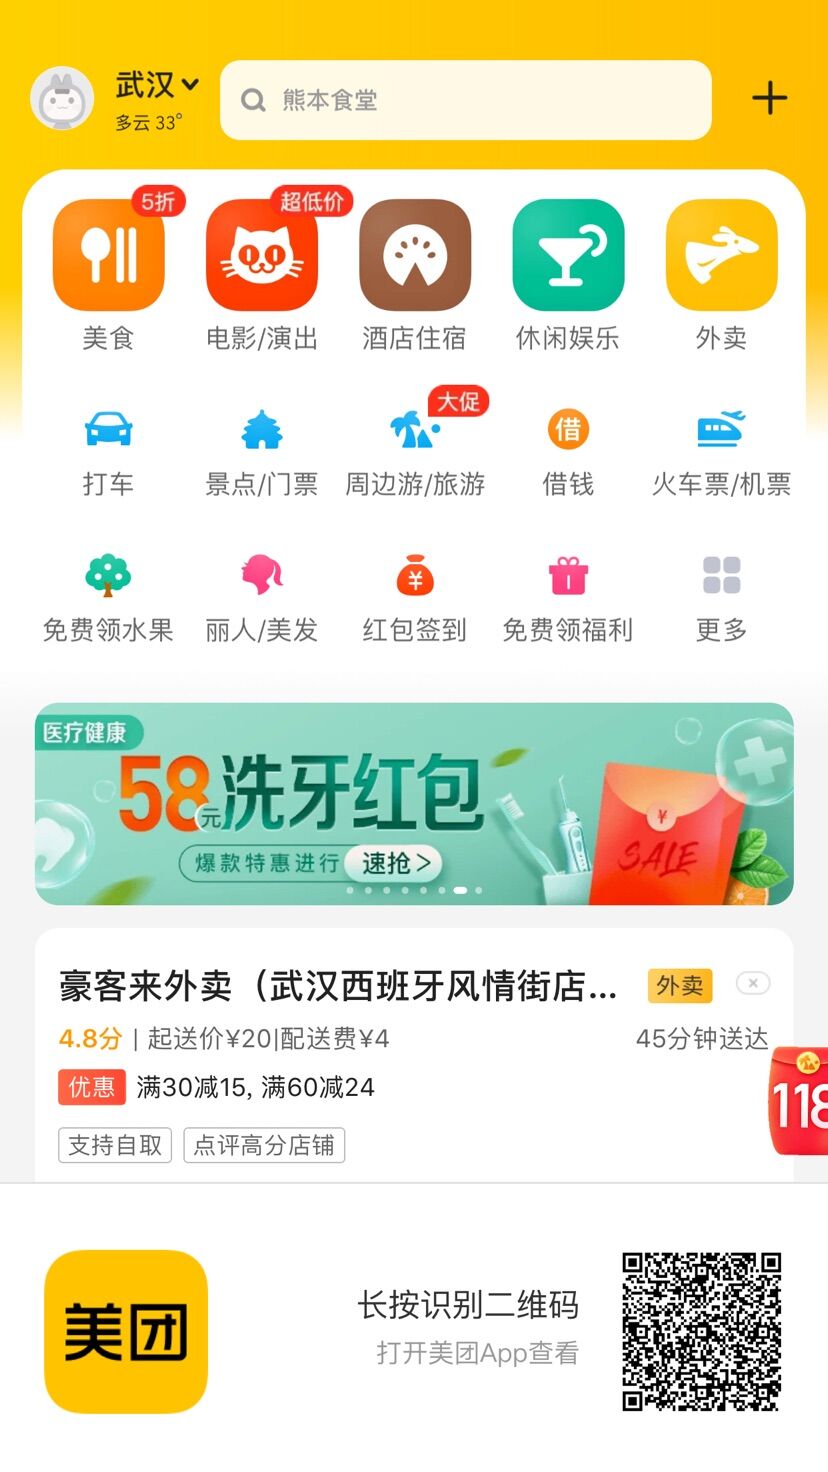 武汉
多云 33°
熊本食堂
5折
超低价
美食
电影/演出
酒店住宿
休闲娱乐
外卖
大促
借
打车
景点/门票
周边游/旅游
借钱
火车票/机票
¥
免费领水果
丽人/美发
红包签到
免费领福利
更多
医疗健康
58元洗牙红包
爆款特惠进行
速抢>
¥
SALE
豪客来外卖（武汉西班牙风情街店...
外卖
4.8分 | 起送价¥20|配送费¥4
45分钟送达
优惠 满30减15, 满60减24
118
支持自取
点评高分店铺
美团
长按识别二维码
打开美团App查看